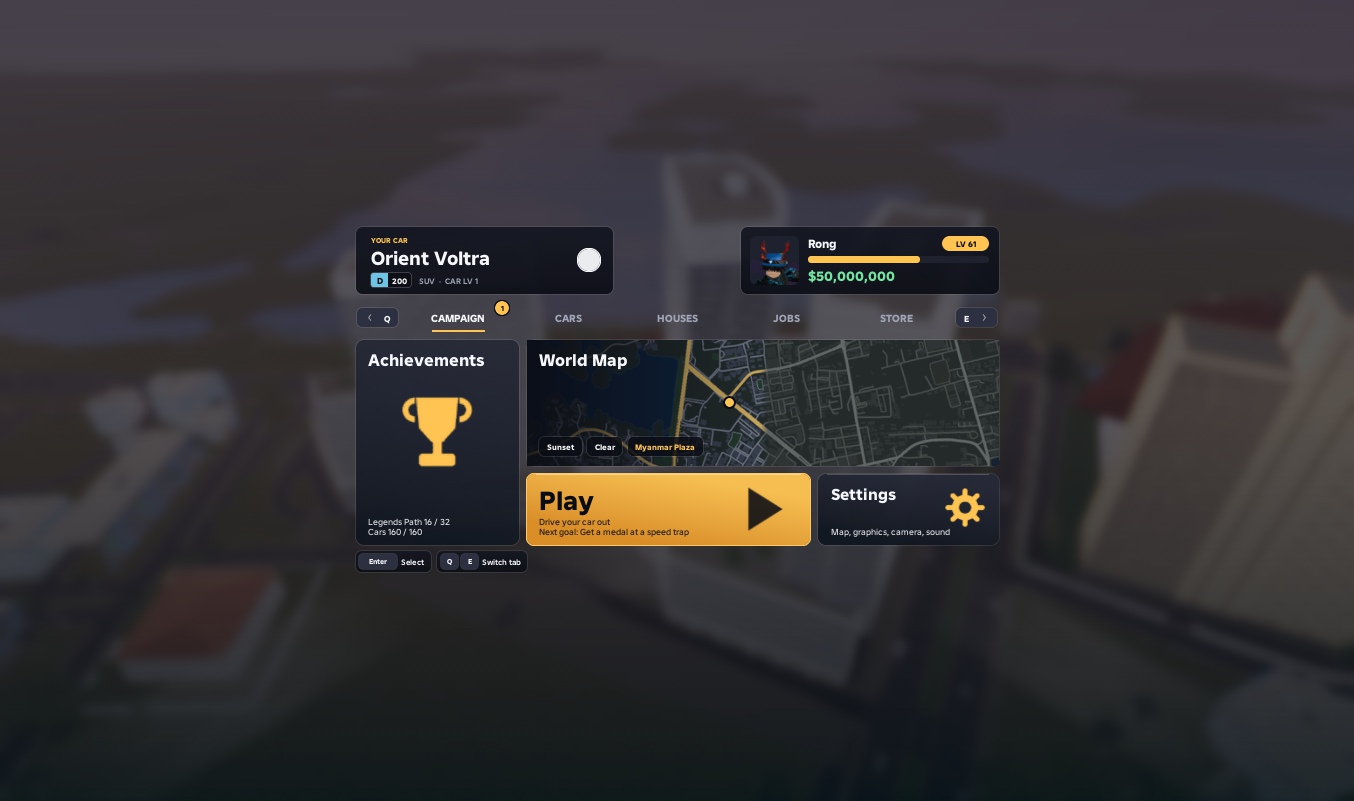 YOUR CAR
Orient Voltra
D 200 SUV · CAR LV 1
Rong
LV 61
$50,000,000
Q
CAMPAIGN
1
CARS
HOUSES
JOBS
STORE
E
Achievements
Legends Path 16 / 32
Cars 160 / 160
World Map
Sunset
Clear
Myanmar Plaza
Play
Drive your car out
Next goal: Get a medal at a speed trap
Settings
Map, graphics, camera, sound
Enter Select
Q E Switch tab